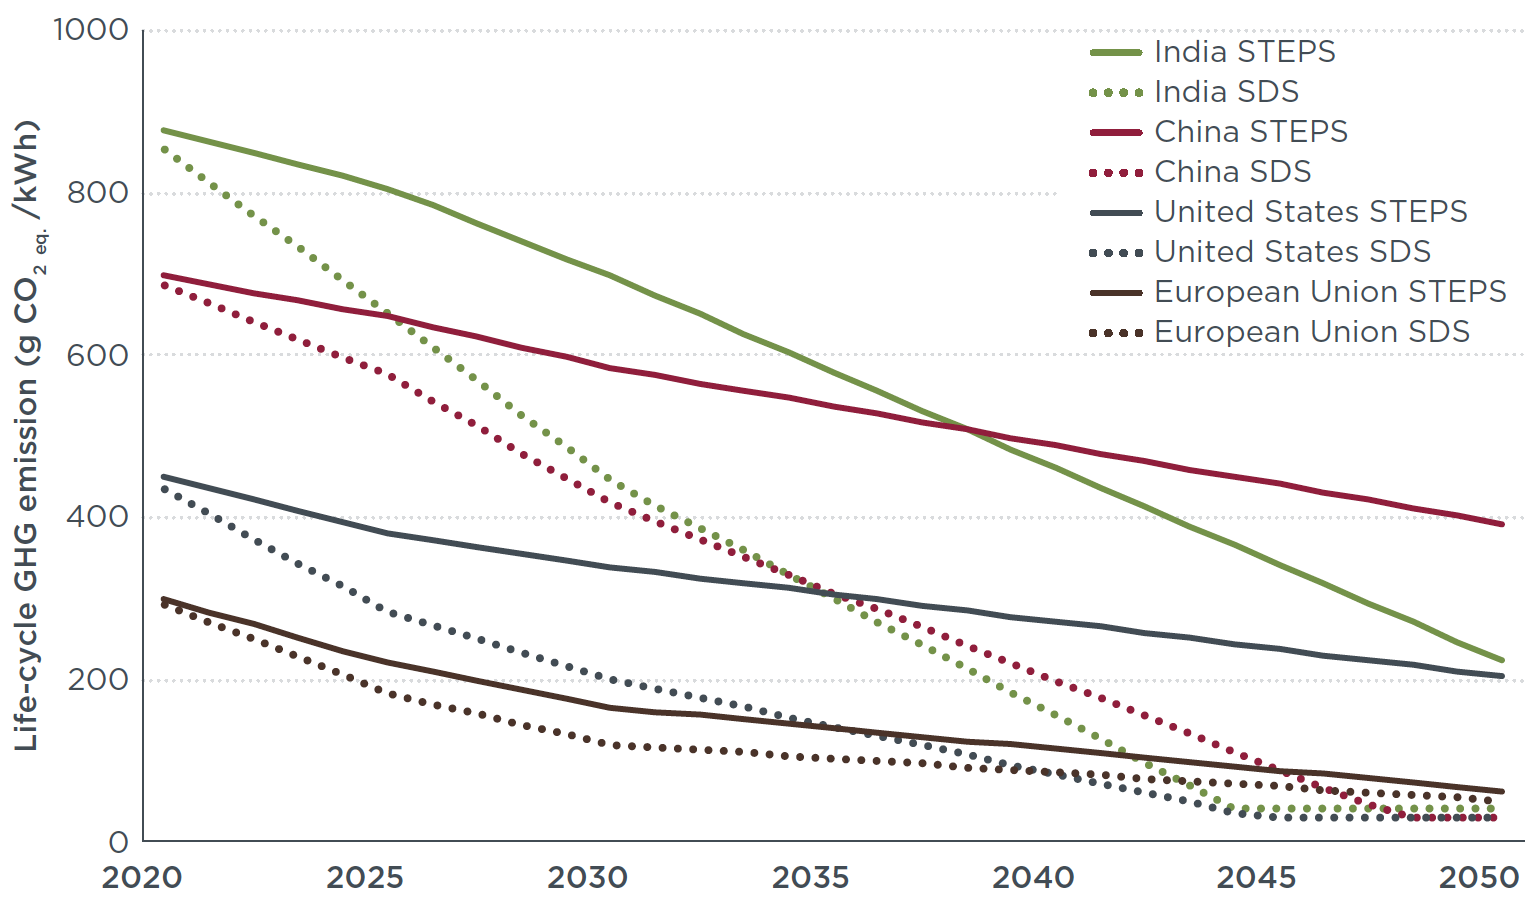 Life-cycle GHG emission (g CO2 eq. /kWh)
1000
800
600
400
200
0
India STEPS
India SDS
China STEPS
China SDS
United States STEPS
United States SDS
European Union STEPS
European Union SDS
2020 2025 2030 2035 2040 2045 2050